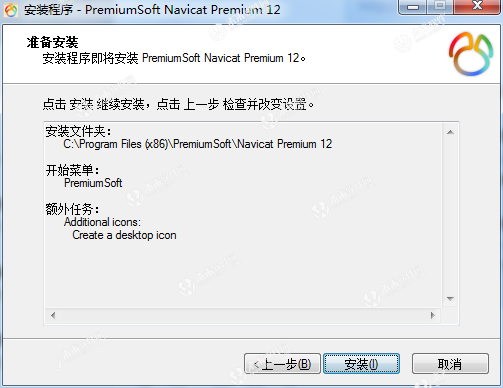 安装程序 - PremiumSoft Navicat Premium 12
准备安装
安装程序即将安装 PremiumSoft Navicat Premium 12。
点击 安装 继续安装，点击 上一步 检查并改变设置。
安装文件夹：
C:\Program Files (x86)\PremiumSoft\Navicat Premium 12
开始菜单：
PremiumSoft
额外任务：
Additional icons:
Create a desktop icon
<上一步(B)
安装(I)
取消